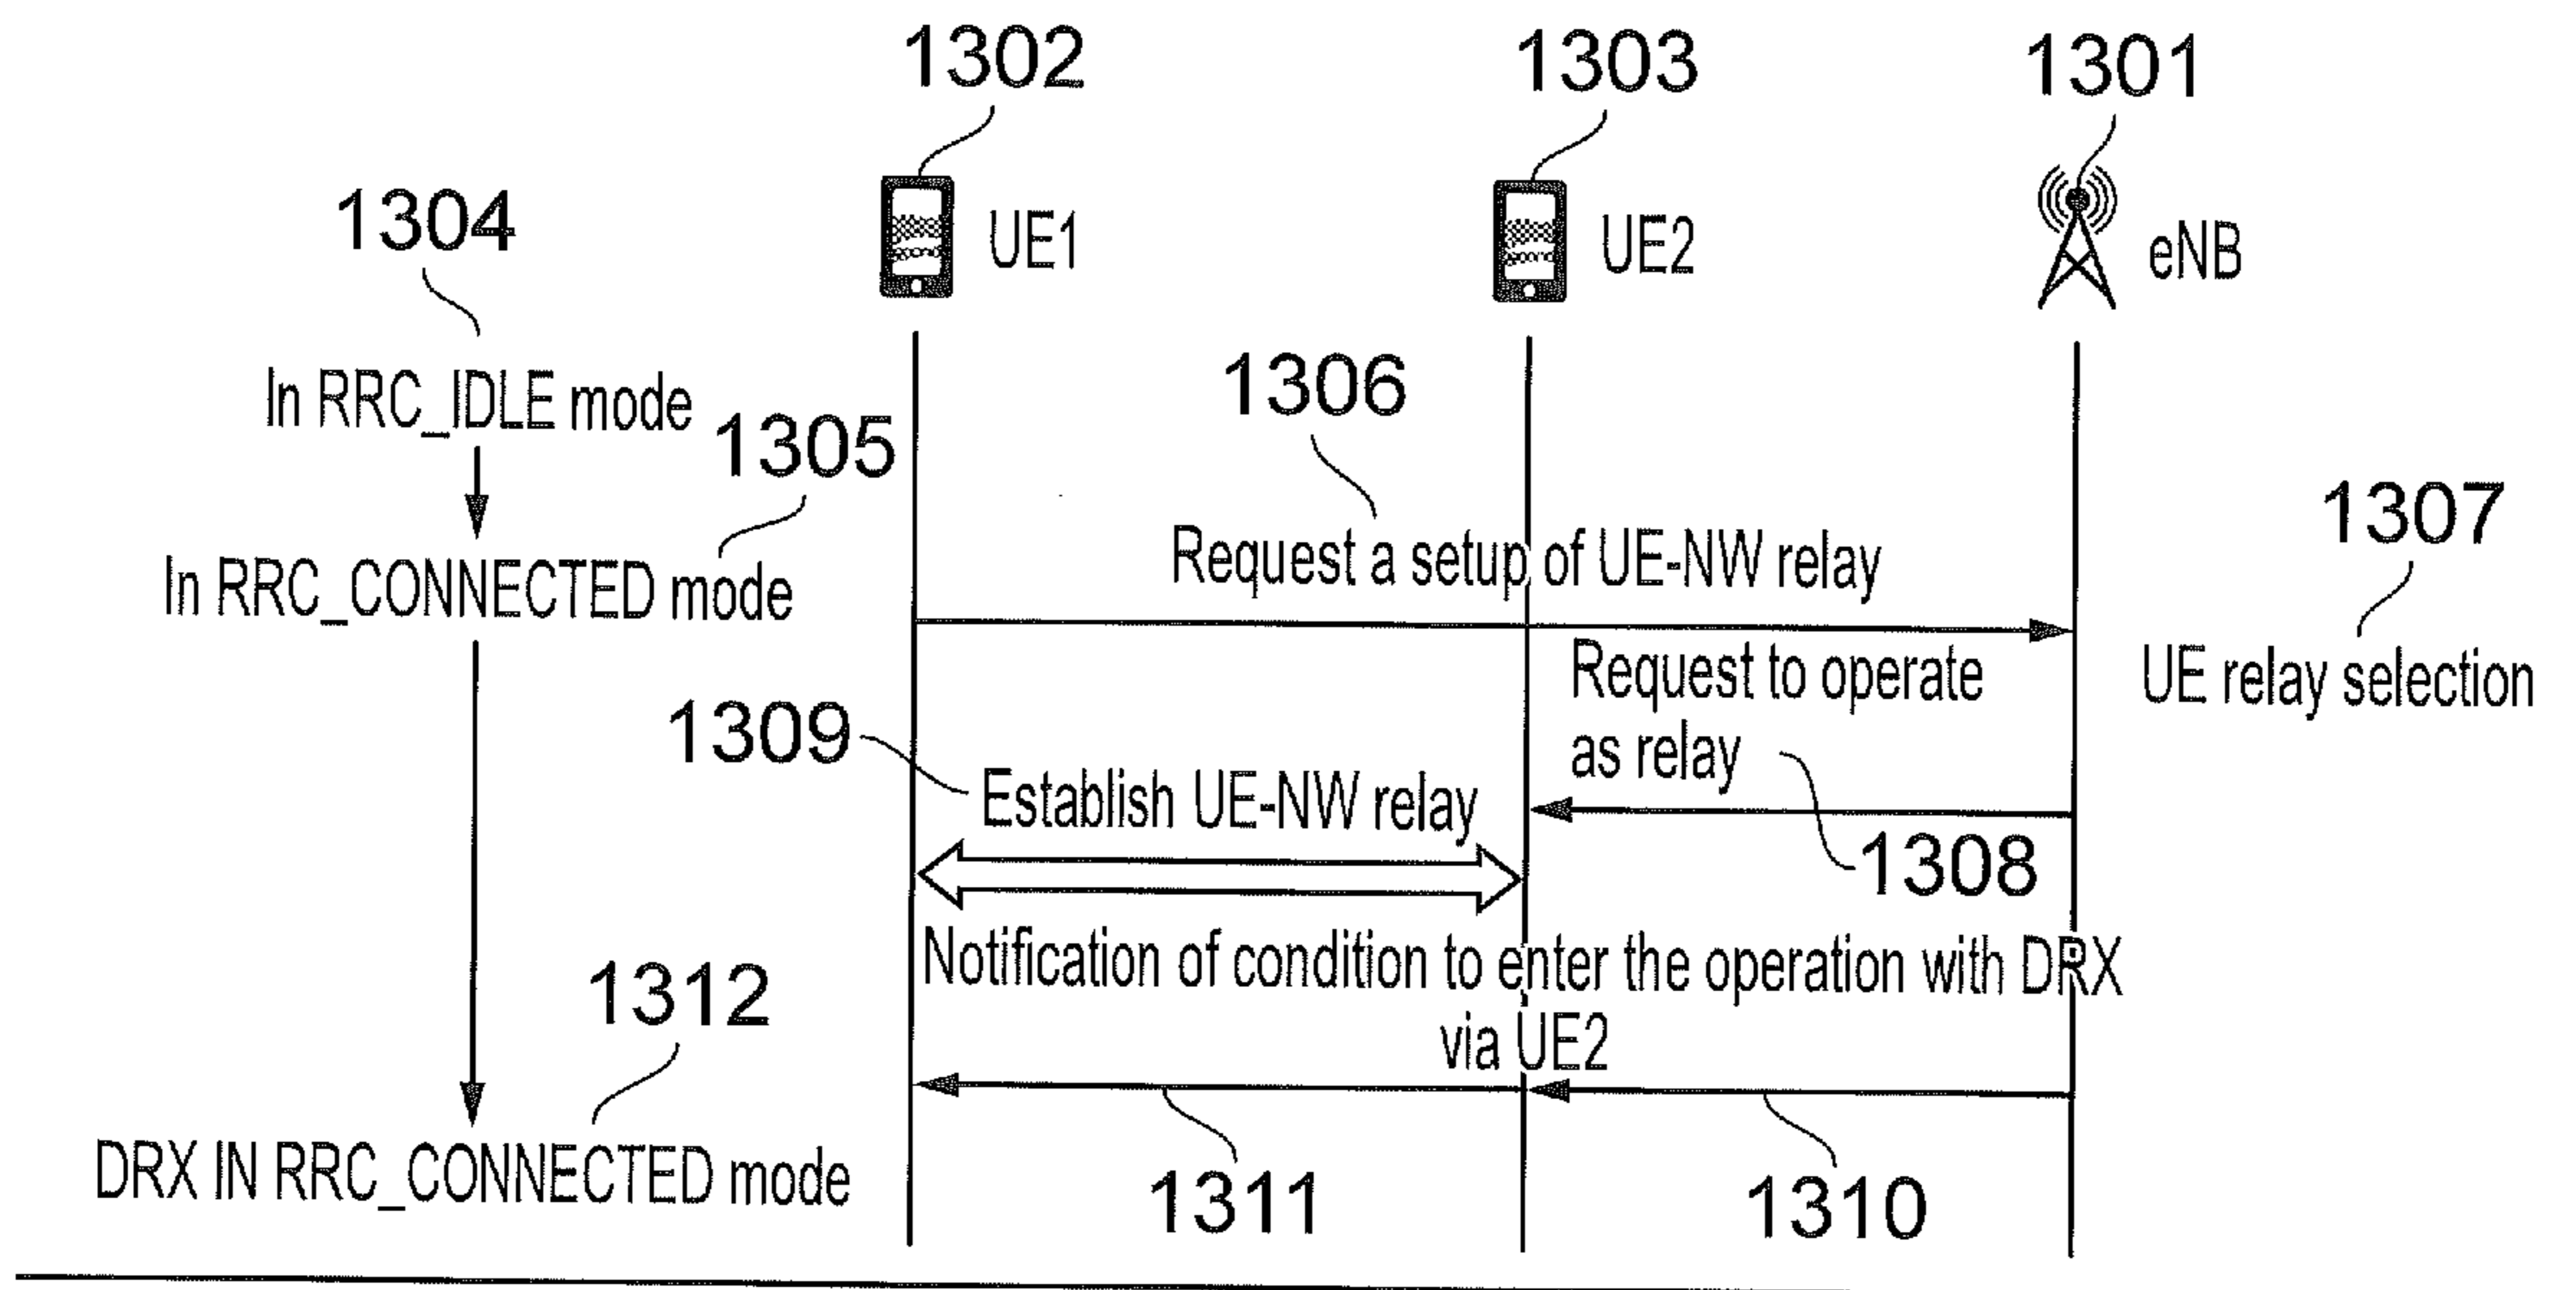 1302
1303
1301
1304
UE1
UE2
eNB
In RRC_IDLE mode
1306
1305
1307
Request a setup of UE-NW relay
In RRC_CONNECTED mode
Request to operate
as relay
UE relay selection
1309
Establish UE-NW relay
1308
Notification of condition to enter the operation with DRX
via UE2
1312
DRX IN RRC_CONNECTED mode
1311
1310